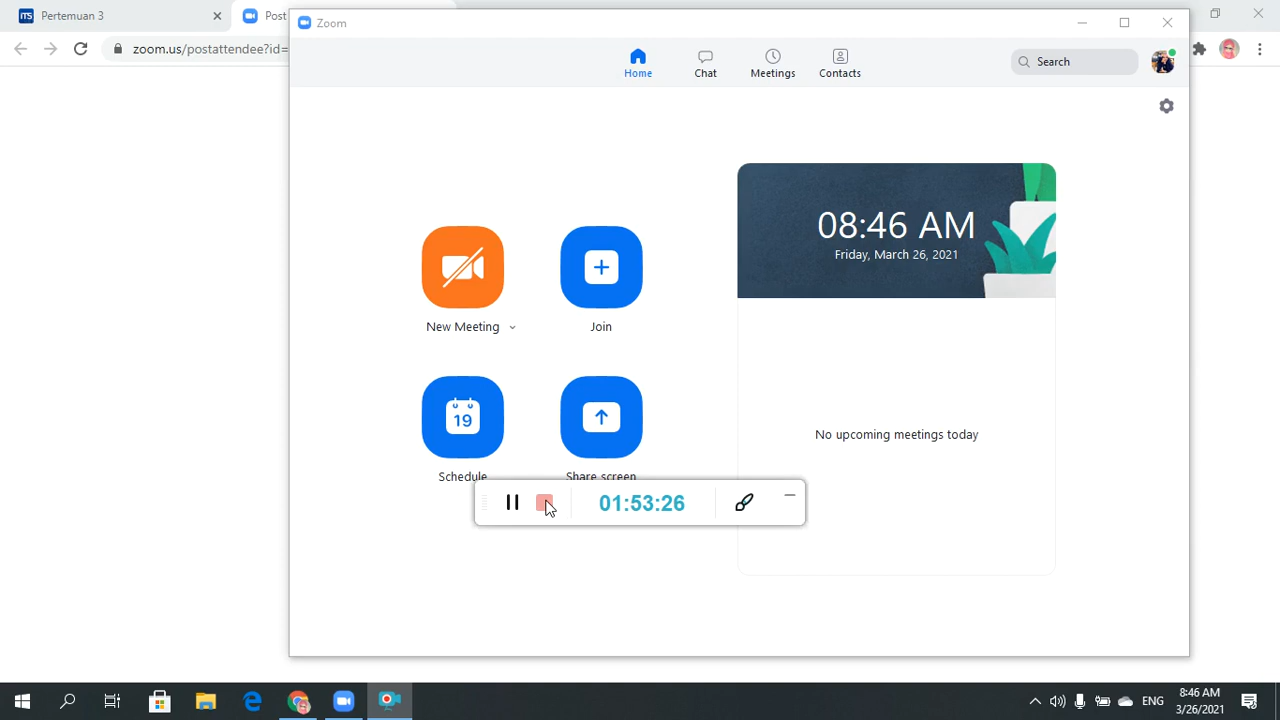 ITS
Pertemuan 3
Post
zoom.us/postattendee?id=
Zoom
Home
Chat
Meetings
Contacts
Search
08:46 AM
Friday, March 26, 2021
New Meeting
Join
19
Schedule
Share screen
No upcoming meetings today
01:53:26
ENG
8:46 AM
3/26/2021